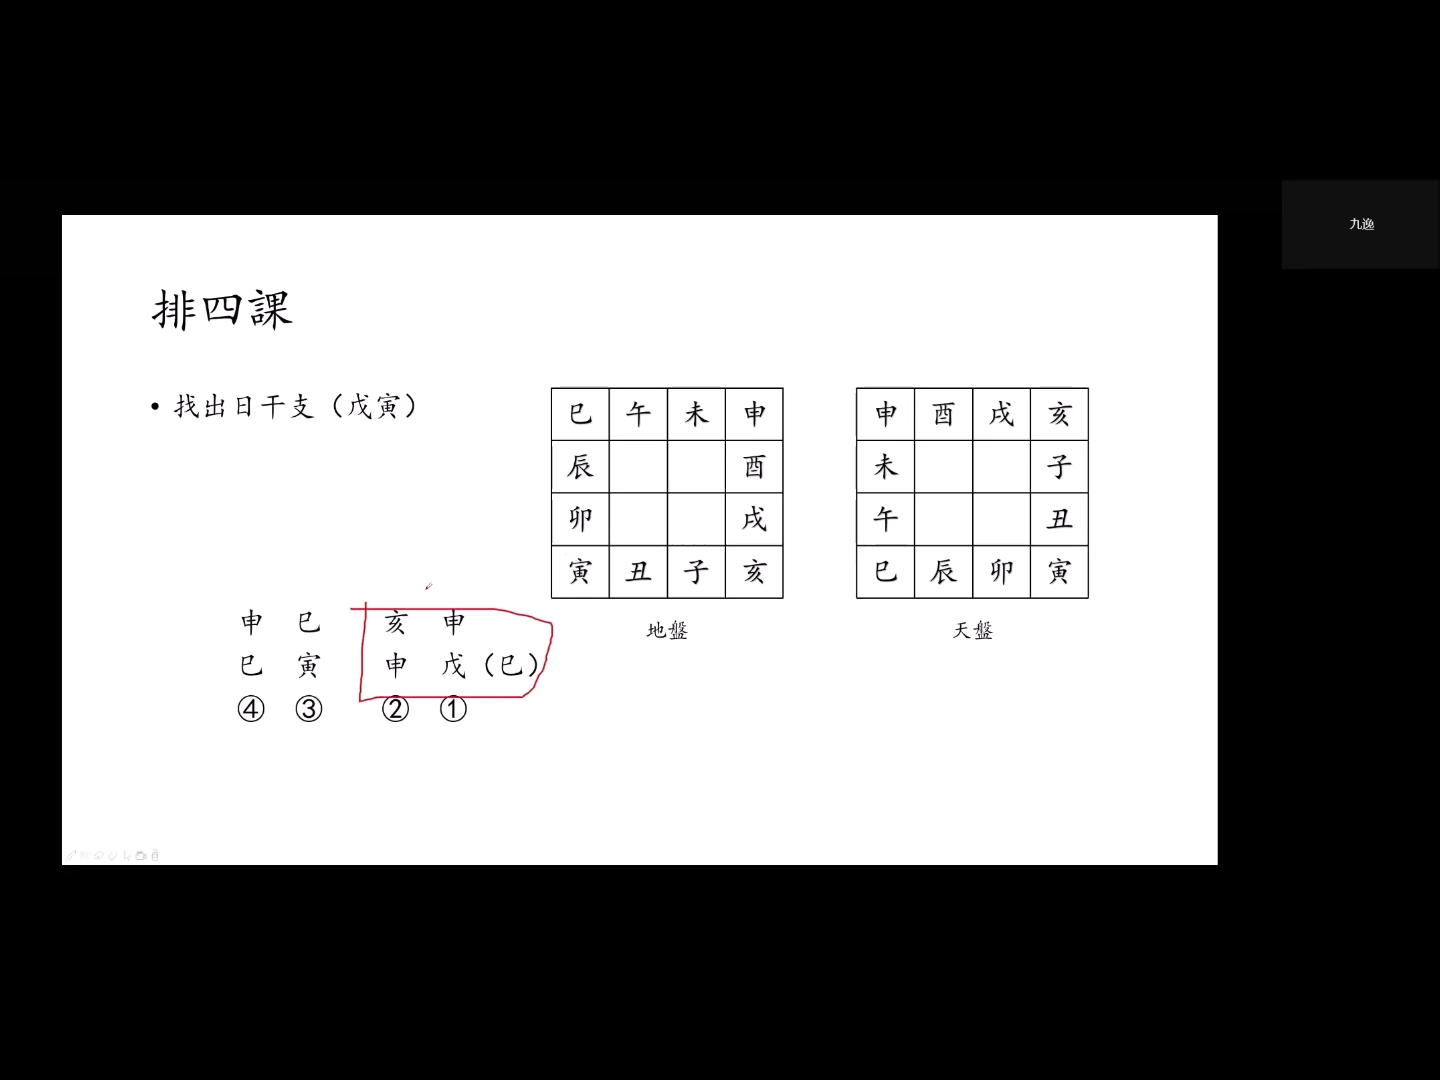 九逸
排四課
• 找出日干支（戊寅）
巳 午 未 申
辰 酉
卯 戌
寅 丑 子 亥
地盤
申 酉 戌 亥
未 子
午 丑
巳 辰 卯 寅
天盤
申 巳 亥 申
巳 寅 申 戊（巳）
④ ③ ② ①